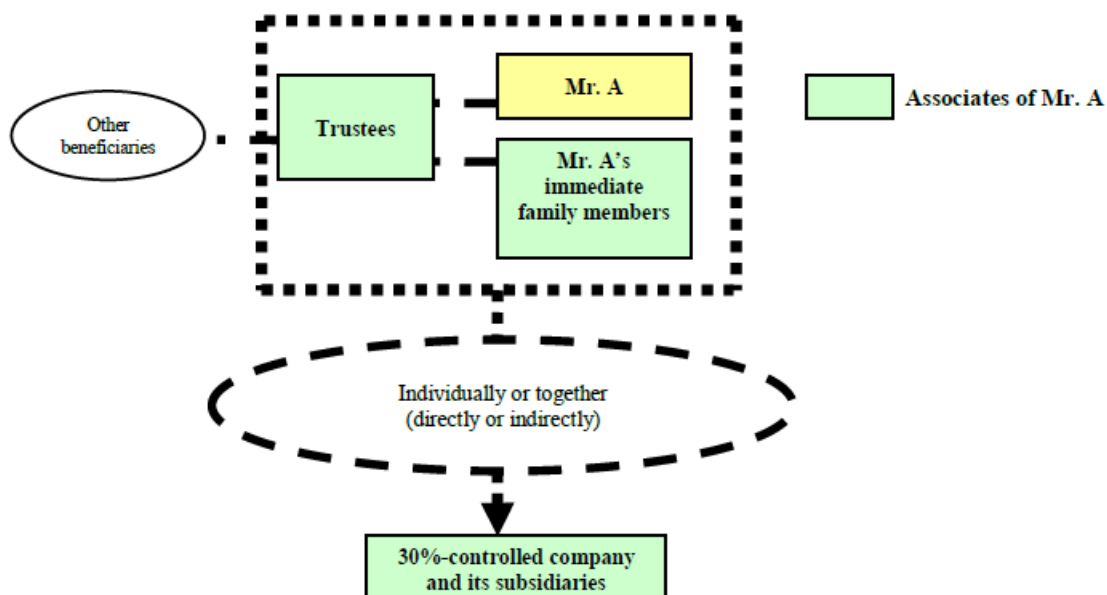 Mr. A
Associates of Mr. A
Other
beneficiaries
Trustees
Mr. A’s
immediate
family members
Individually or together
(directly or indirectly)
30%-controlled company
and its subsidiaries